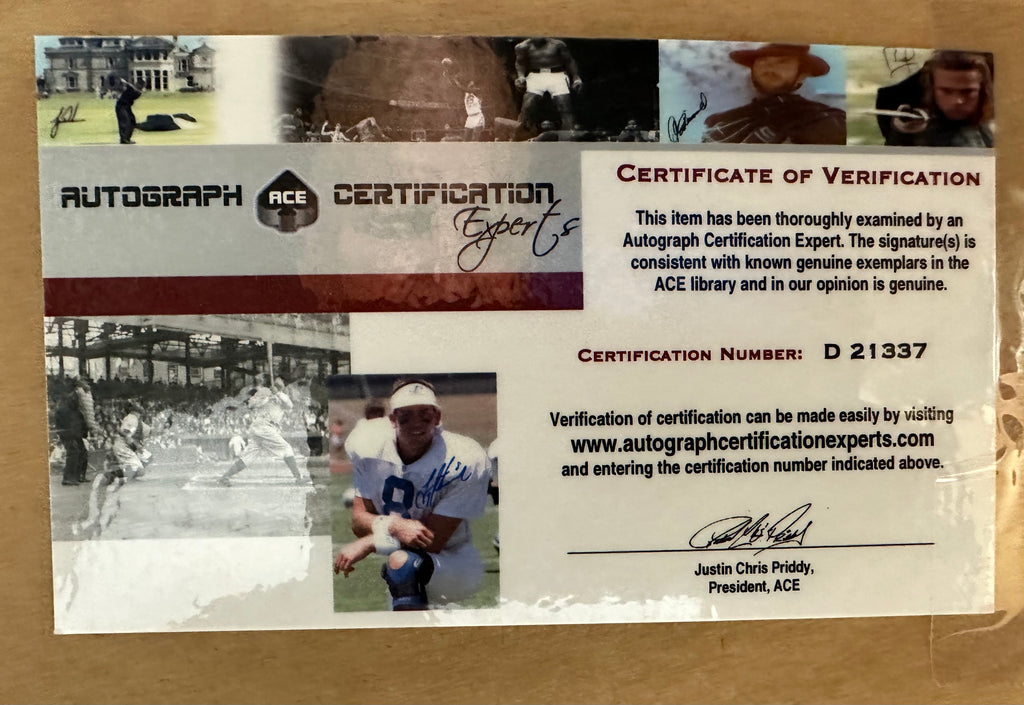 AUTOGRAPH ACE CERTIFICATION
Experts
CERTIFICATE OF VERIFICATION
This item has been thoroughly examined by an
Autograph Certification Expert. The signature(s) is
consistent with known genuine exemplars in the
ACE library and in our opinion is genuine.
CERTIFICATION NUMBER: D 21337
Verification of certification can be made easily by visiting
www.autographcertificationexperts.com
and entering the certification number indicated above.
Justin Chris Priddy,
President, ACE
8